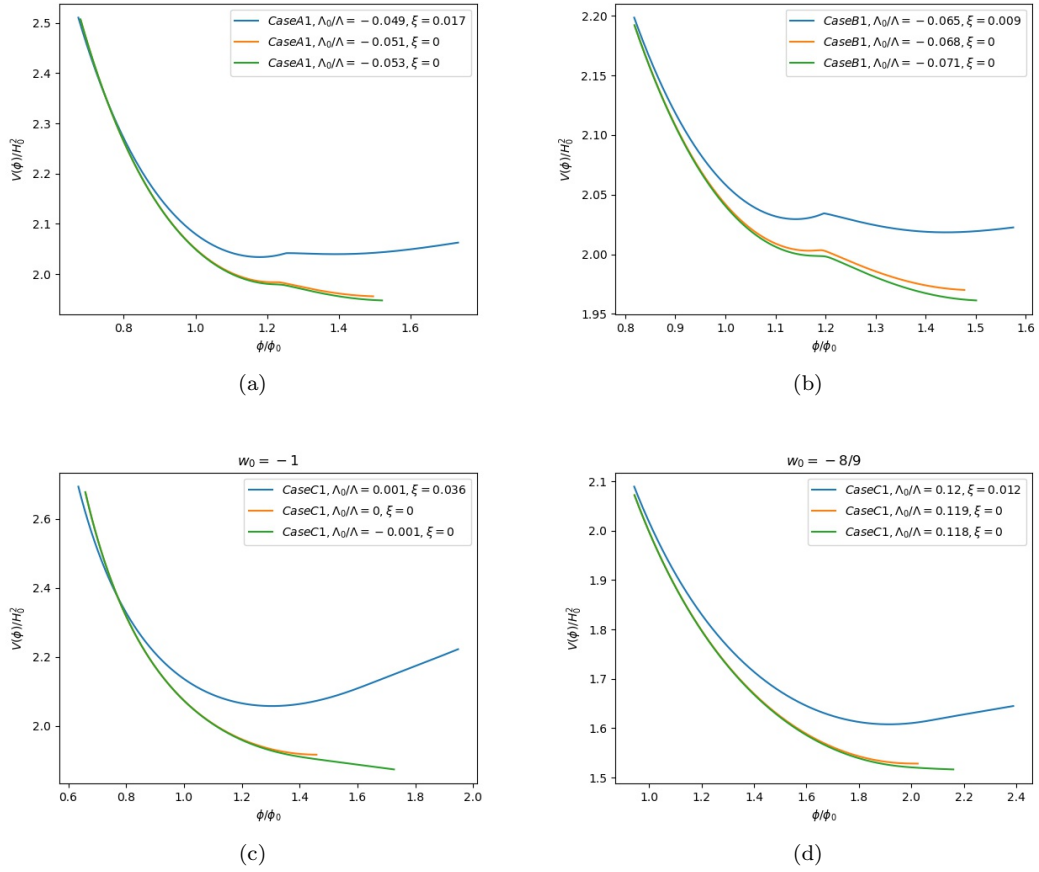 2.5
2.4
2.3
2.2
2.1
2.0
V(ϕ)/H₀²
CaseA1, Λ₀/Λ = −0.049, ξ = 0.017
CaseA1, Λ₀/Λ = −0.051, ξ = 0
CaseA1, Λ₀/Λ = −0.053, ξ = 0
0.8 1.0 1.2 1.4 1.6
ϕ/ϕ₀
(a)
2.20
2.15
2.10
2.05
2.00
1.95
V(ϕ)/H₀²
CaseB1, Λ₀/Λ = −0.065, ξ = 0.009
CaseB1, Λ₀/Λ = −0.068, ξ = 0
CaseB1, Λ₀/Λ = −0.071, ξ = 0
0.8 0.9 1.0 1.1 1.2 1.3 1.4 1.5 1.6
ϕ/ϕ₀
(b)
w₀ = −1
2.6
2.4
2.2
2.0
V(ϕ)/H₀²
CaseC1, Λ₀/Λ = 0.001, ξ = 0.036
CaseC1, Λ₀/Λ = 0, ξ = 0
CaseC1, Λ₀/Λ = −0.001, ξ = 0
0.6 0.8 1.0 1.2 1.4 1.6 1.8 2.0
ϕ/ϕ₀
(c)
w₀ = −8/9
2.1
2.0
1.9
1.8
1.7
1.6
1.5
V(ϕ)/H₀²
CaseC1, Λ₀/Λ = 0.12, ξ = 0.012
CaseC1, Λ₀/Λ = 0.119, ξ = 0
CaseC1, Λ₀/Λ = 0.118, ξ = 0
1.0 1.2 1.4 1.6 1.8 2.0 2.2 2.4
ϕ/ϕ₀
(d)